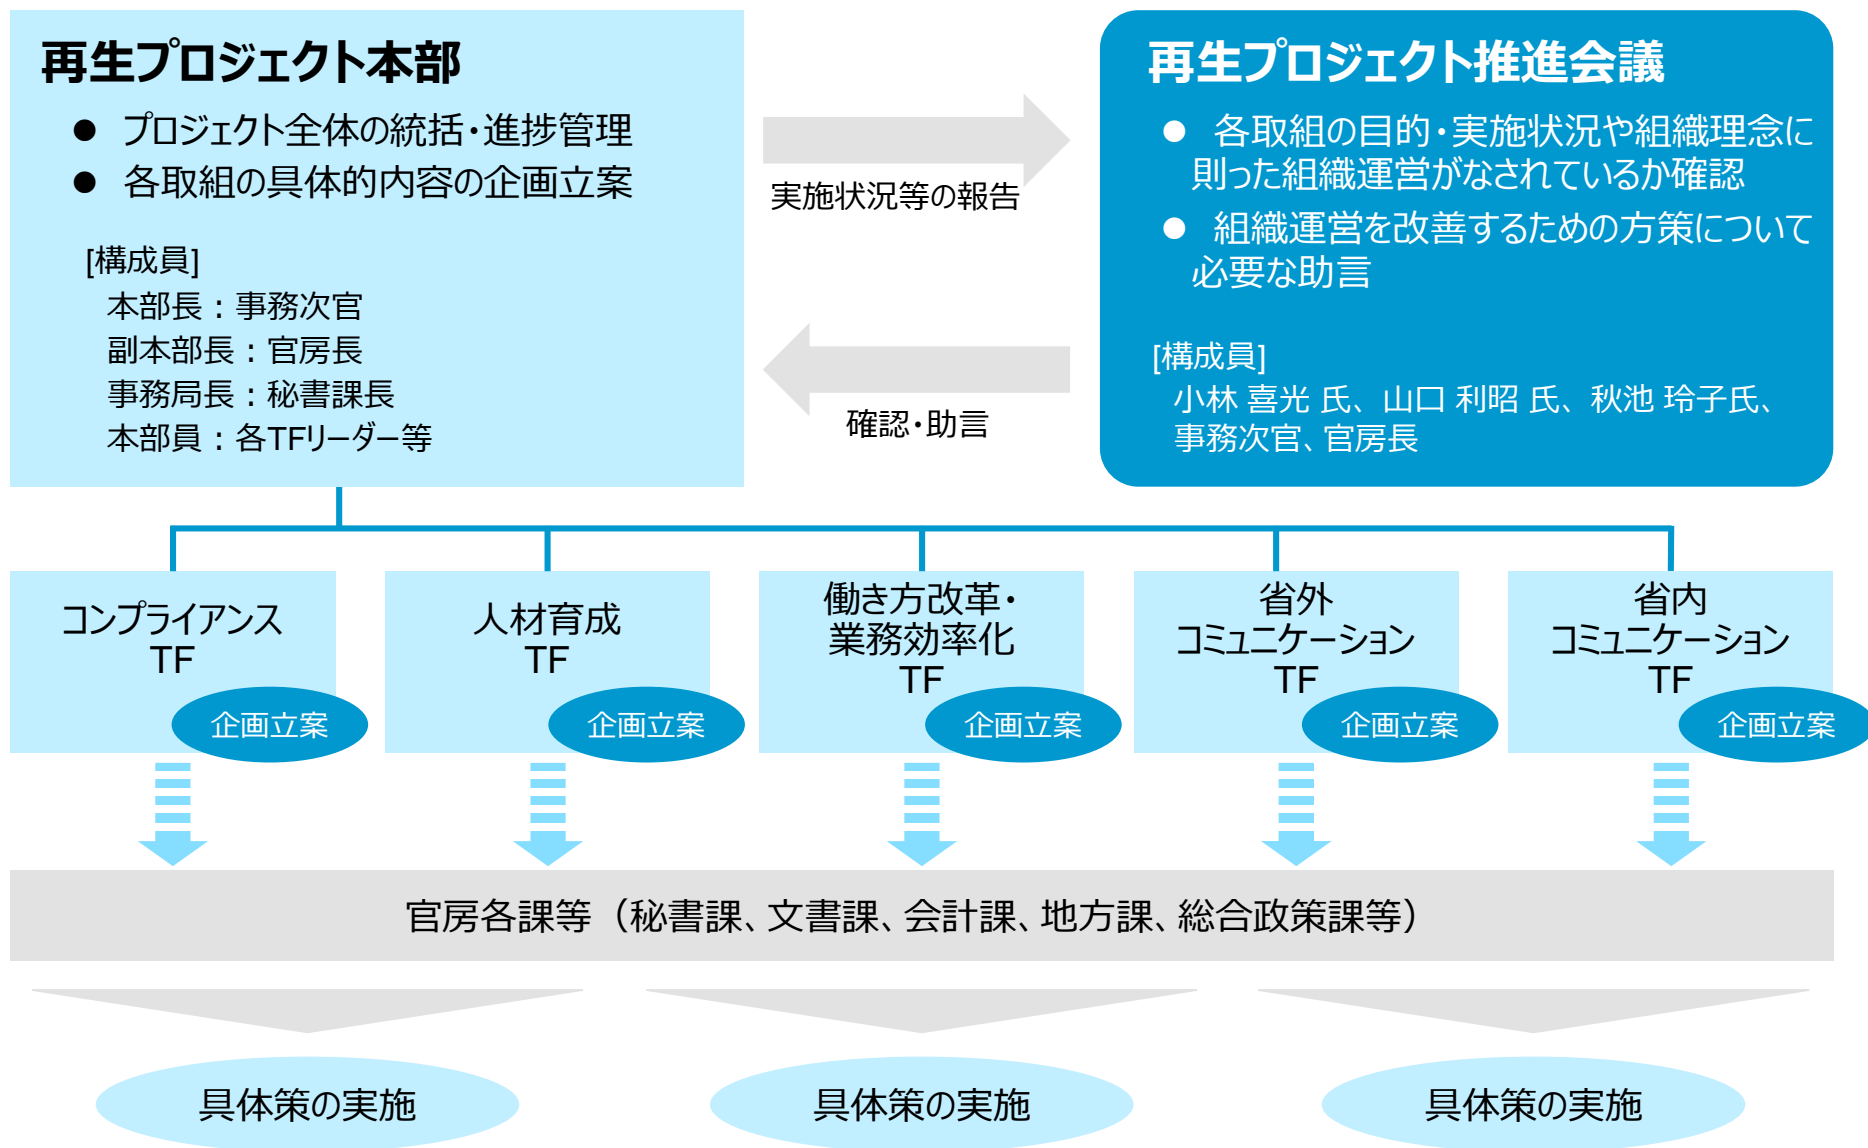 再生プロジェクト本部
● プロジェクト全体の統括・進捗管理
● 各取組の具体的内容の企画立案
[構成員]
本部長：事務次官
副本部長：官房長
事務局長：秘書課長
本部員：各TFリーダー等
実施状況等の報告
確認・助言
再生プロジェクト推進会議
● 各取組の目的・実施状況や組織理念に
則った組織運営がなされているか確認
● 組織運営を改善するための方策について
必要な助言
[構成員]
小林 喜光 氏、山口 利昭 氏、秋池 玲子氏、
事務次官、官房長
コンプライアンス
TF
企画立案
人材育成
TF
企画立案
働き方改革・
業務効率化
TF
企画立案
省外
コミュニケーション
TF
企画立案
省内
コミュニケーション
TF
企画立案
官房各課等（秘書課、文書課、会計課、地方課、総合政策課等）
具体策の実施
具体策の実施
具体策の実施